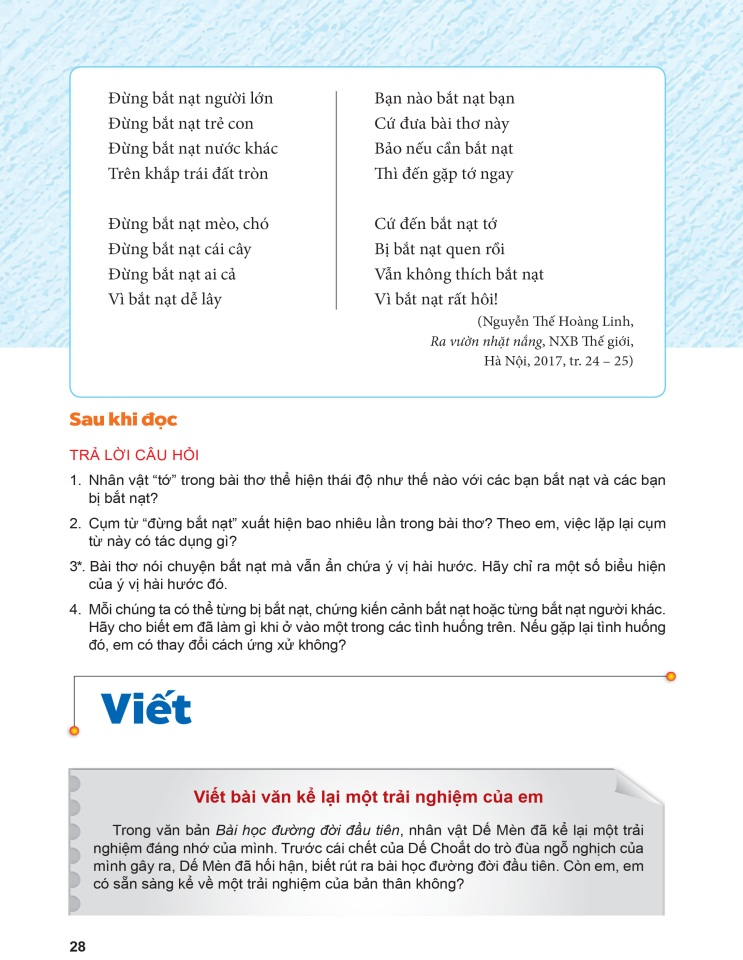 Đừng bắt nạt người lớn
Đừng bắt nạt trẻ con
Đừng bắt nạt nước khác
Trên khắp trái đất tròn
Đừng bắt nạt mèo, chó
Đừng bắt nạt cái cây
Đừng bắt nạt ai cả
Vì bắt nạt dễ lây
Bạn nào bắt nạt bạn
Cứ đưa bài thơ này
Bảo nếu cần bắt nạt
Thì đến gặp tớ ngay
Cứ đến bắt nạt tớ
Bị bắt nạt quen rồi
Vẫn không thích bắt nạt
Vì bắt nạt rất hôi!
(Nguyễn Thế Hoàng Linh,
Ra vườn nhặt nắng, NXB Thế giới,
Hà Nội, 2017, tr. 24 – 25)
Sau khi đọc
TRẢ LỜI CÂU HỎI
1. Nhân vật “tớ” trong bài thơ thể hiện thái độ như thế nào với các bạn bắt nạt và các bạn
bị bắt nạt?
2. Cụm từ “đừng bắt nạt” xuất hiện bao nhiêu lần trong bài thơ? Theo em, việc lặp lại cụm
từ này có tác dụng gì?
3*. Bài thơ nói chuyện bắt nạt mà vẫn ẩn chứa ý vị hài hước. Hãy chỉ ra một số biểu hiện
của ý vị hài hước đó.
4. Mỗi chúng ta có thể từng bị bắt nạt, chứng kiến cảnh bắt nạt hoặc từng bắt nạt người khác.
Hãy cho biết em đã làm gì khi ở vào một trong các tình huống trên. Nếu gặp lại tình huống
đó, em có thay đổi cách ứng xử không?
Viết
Viết bài văn kể lại một trải nghiệm của em
Trong văn bản Bài học đường đời đầu tiên, nhân vật Dế Mèn đã kể lại một trải
nghiệm đáng nhớ của mình. Trước cái chết của Dế Choắt do trò đùa ngỗ nghịch của
mình gây ra, Dế Mèn đã hối hận, biết rút ra bài học đường đời đầu tiên. Còn em, em
có sẵn sàng kể về một trải nghiệm của bản thân không?
28